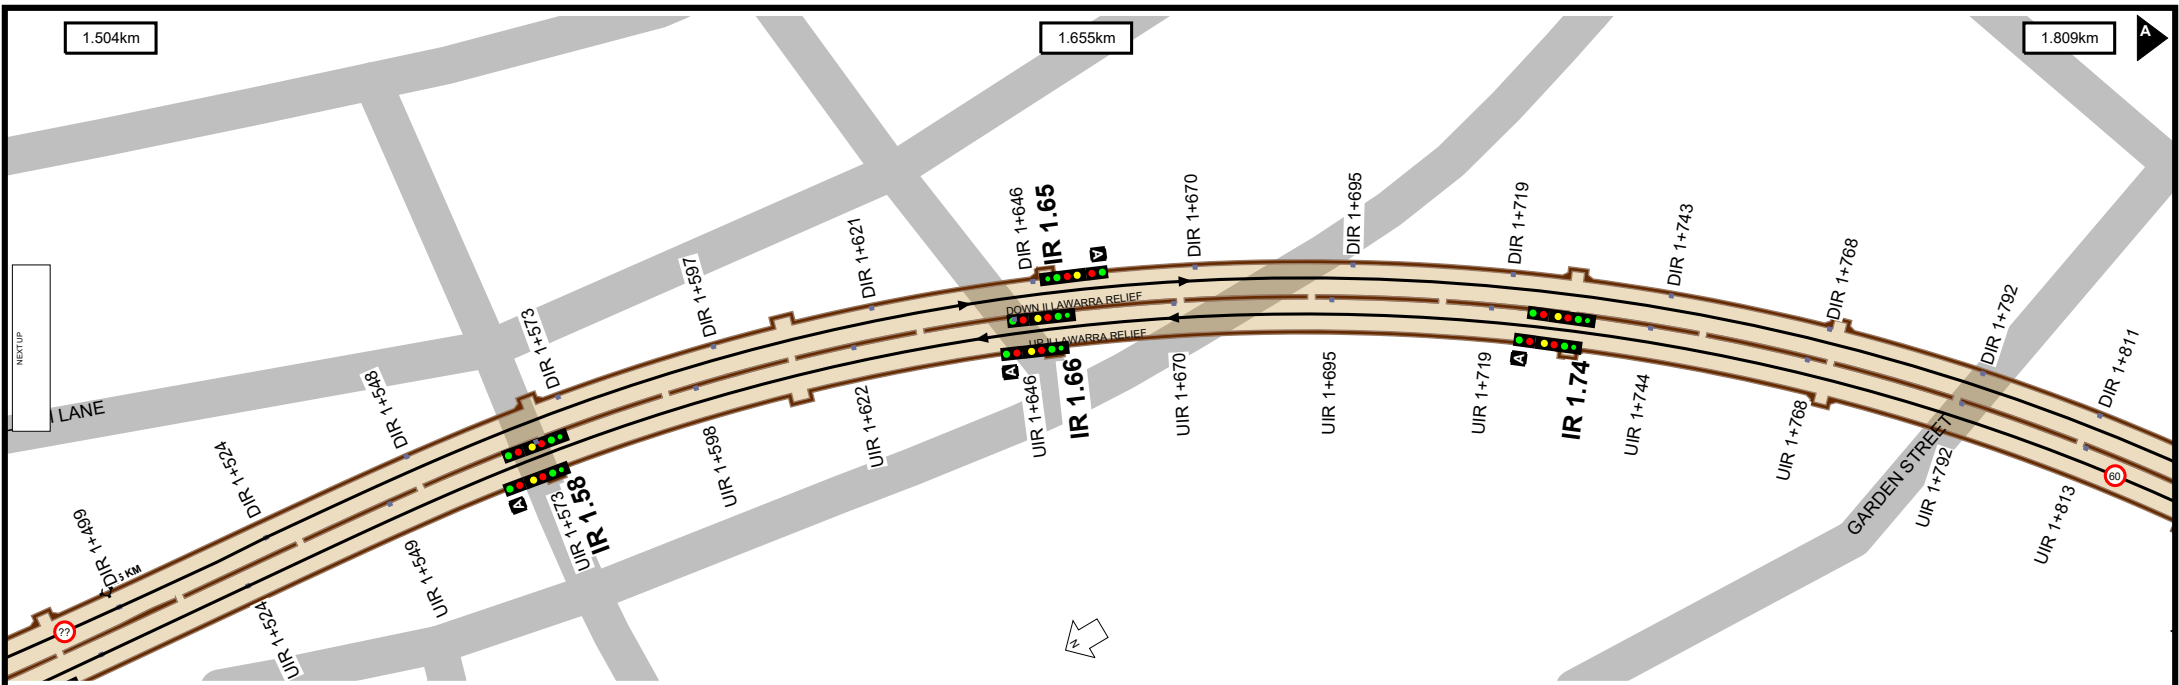 1.504km
1.655km
1.809km
A
NEXT UP
LANE
DIR 1+499
DIR 1+524
DIR 1+548
DIR 1+573
DIR 1+597
DIR 1+621
DIR 1+646
IR 1.65
A
DIR 1+670
DIR 1+695
DIR 1+719
DIR 1+743
DIR 1+768
DIR 1+792
DIR 1+811
DOWN ILLAWARRA RELIEF
UP ILLAWARRA RELIEF
KM
??
60
A
A
A
UIR 1+524
UIR 1+549
UIR 1+573
IR 1.58
UIR 1+598
UIR 1+622
UIR 1+646
IR 1.66
UIR 1+670
UIR 1+695
UIR 1+719
IR 1.74
UIR 1+744
UIR 1+768
GARDEN STREET
UIR 1+792
UIR 1+813
N